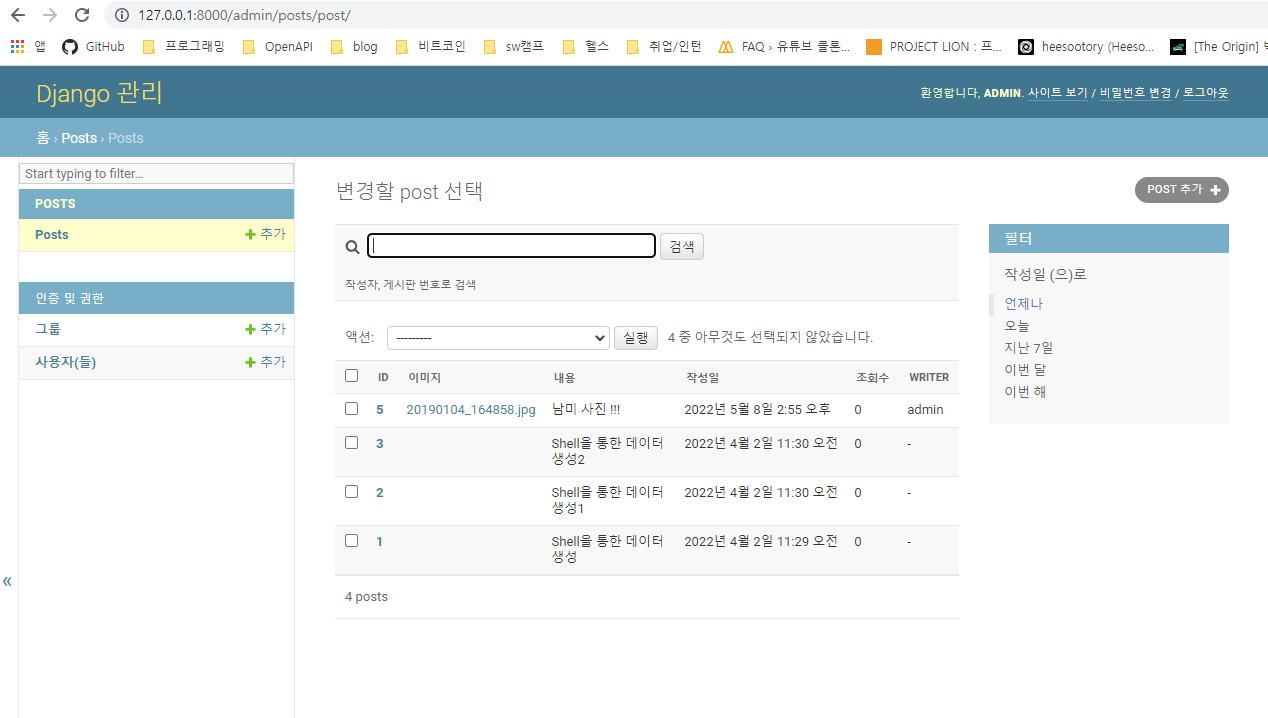 127.0.0.1:8000/admin/posts/post/
앱 GitHub 프로그래밍 OpenAPI blog 비트코인 sw캠프 헬스 취업/인턴 FAQ › 유튜브 클론... PROJECT LION : 프... heesootory (Heeso... [The Origin]
Django 관리
환영합니다, ADMIN. 사이트 보기 / 비밀번호 변경 / 로그아웃
홈 › Posts › Posts
Start typing to filter...
POSTS
Posts 추가
인증 및 권한
그룹 추가
사용자(들) 추가
«
변경할 post 선택
POST 추가
검색
작성자, 게시판 번호로 검색
액션: --------- 실행 4 중 아무것도 선택되지 않았습니다.
ID 이미지 내용 작성일 조회수 WRITER
5 20190104_164858.jpg 남미 사진 !!! 2022년 5월 8일 2:55 오후 0 admin
3 Shell을 통한 데이터 2022년 4월 2일 11:30 오전 0 -
생성2
2 Shell을 통한 데이터 2022년 4월 2일 11:30 오전 0 -
생성1
1 Shell을 통한 데이터 2022년 4월 2일 11:29 오전 0 -
생성
4 posts
필터
작성일 (으)로
언제나
오늘
지난 7일
이번 달
이번 해